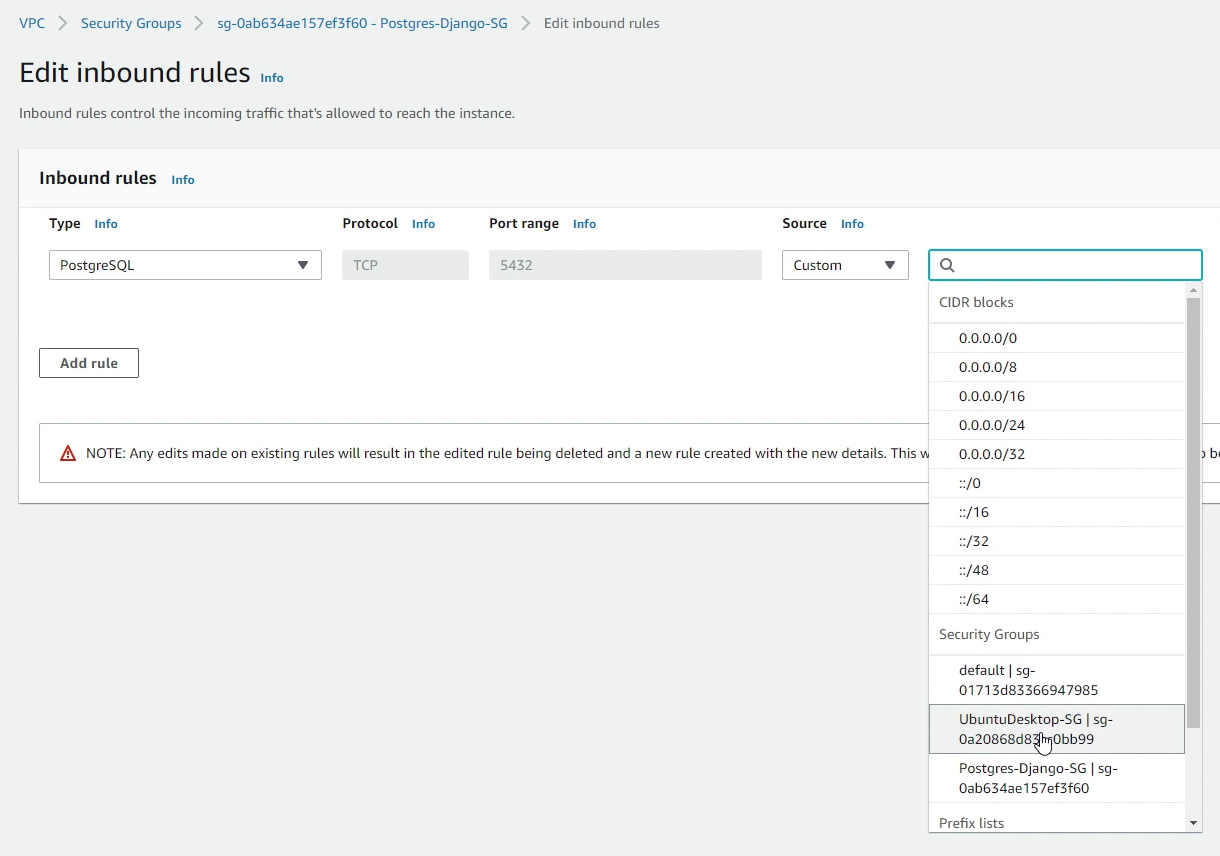 VPC > Security Groups > sg-0ab634ae157ef3f60 - Postgres-Django-SG > Edit inbound rules
Edit inbound rules Info
Inbound rules control the incoming traffic that's allowed to reach the instance.
Inbound rules Info
Type Info Protocol Info Port range Info Source Info
PostgreSQL TCP 5432 Custom
CIDR blocks
0.0.0.0/0
0.0.0.0/8
0.0.0.0/16
0.0.0.0/24
0.0.0.0/32
::/0
::/16
::/32
::/48
::/64
Security Groups
default | sg-
01713d83366947985
UbuntuDesktop-SG | sg-
Postgres-Django-SG | sg-
0ab634ae157ef3f60
Prefix lists
Add rule
NOTE: Any edits made on existing rules will result in the edited rule being deleted and a new rule created with the new details. This